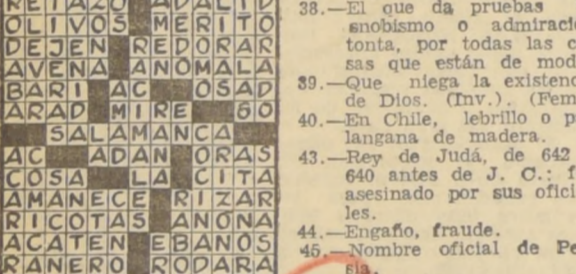 RETAZO ADALID
OLIVOS MERITO
DEJEN REDORAR
AVENA ANOMALA
BARI AC OSAD
ARAD MIRE GO
SALAMANCA
AC ADAN ORAS
COSA LA CITA
AMANECE RIZAR
RICOTAS ANONA
ACATEN EBANOS
RANERO RODARA
38.—El que da pruebas
snobismo o admiració
tonta, por todas las c
sas que están de mod
39.—Que niega la existenc
de Dios. (Inv.). (Fem
40.—En Chile, lebrillo o p
langana de madera.
43.—Rey de Judá, de 642
640 antes de J. C.: f
asesinado por sus ofici
les.
44.—Engaño, fraude.
45.—Nombre oficial de Pe
sia.